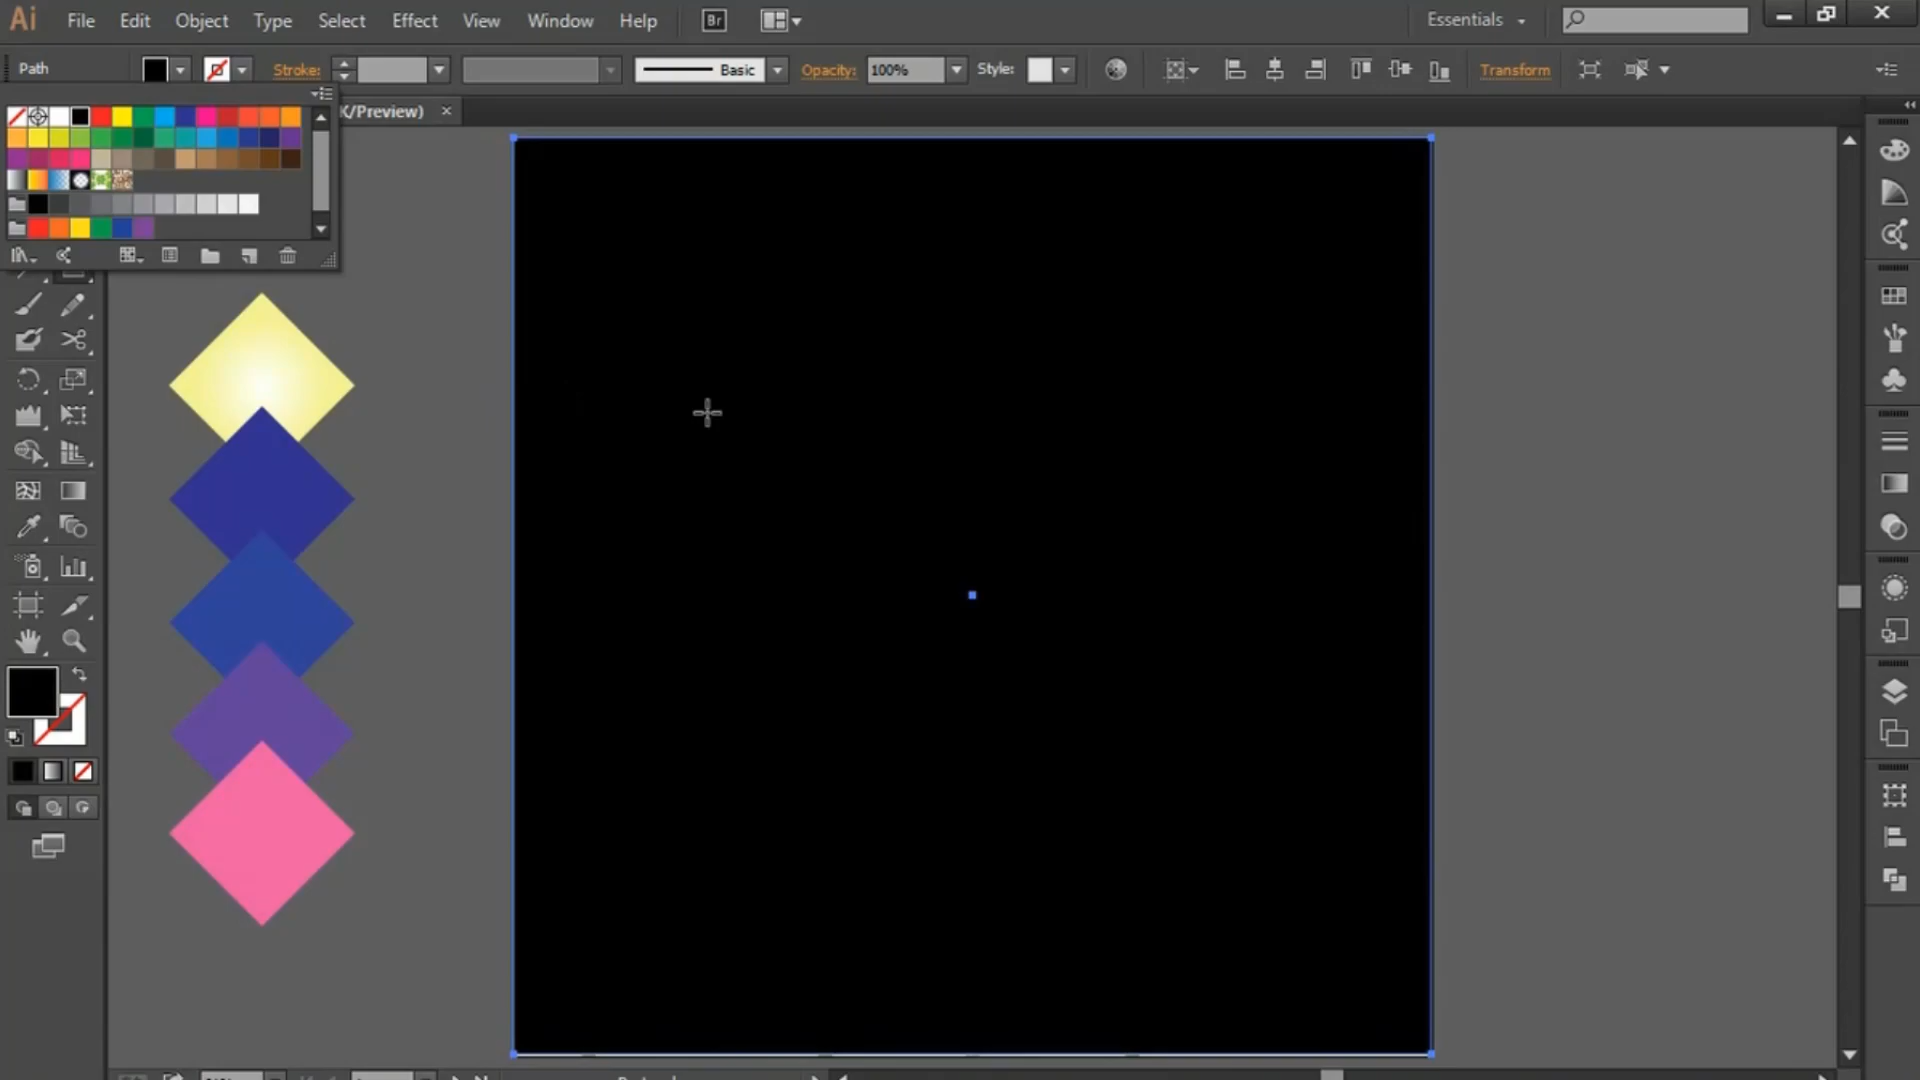 Ai File Edit Object Type Select Effect View Window Help Br Essentials
Path Stroke: Basic Opacity: 100% Style: Transform
K/Preview) ×